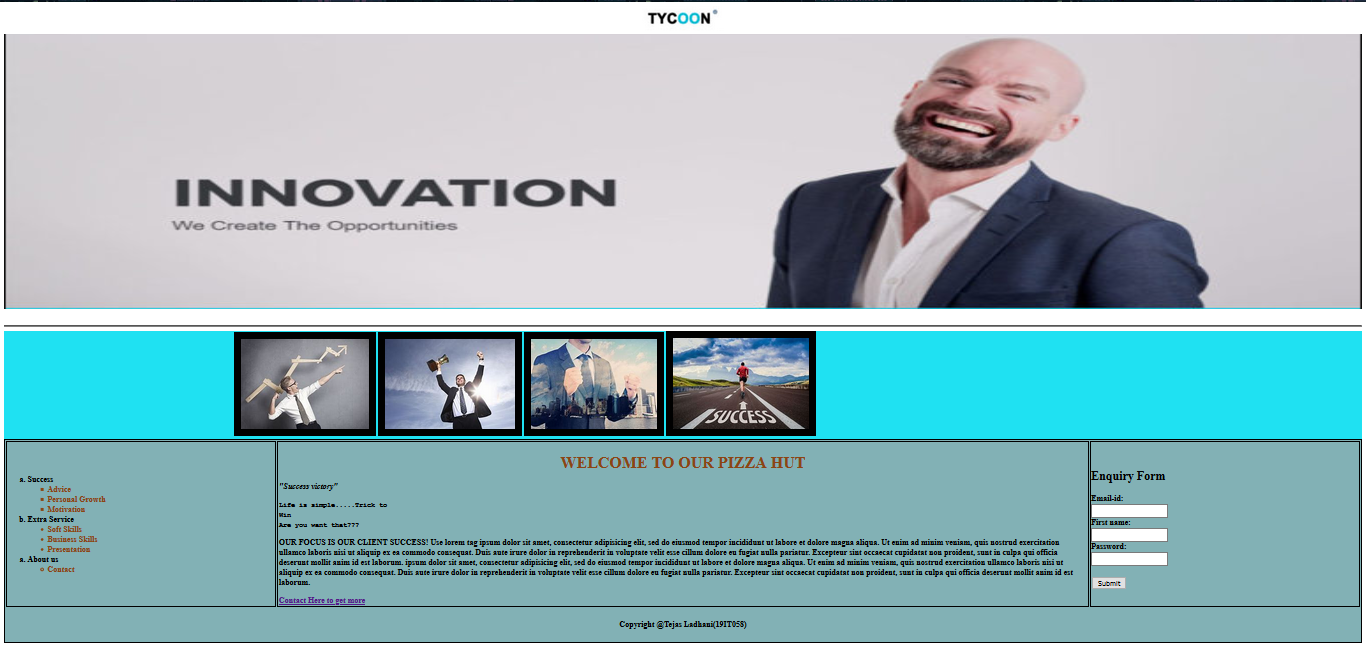 TYCOON®
INNOVATION
We Create The Opportunities
SUCCESS
a. Success
Advice
Personal Growth
Motivation
b. Extra Service
Soft Skills
Business Skills
Presentation
a. About us
Contact
WELCOME TO OUR PIZZA HUT
"Success victory"
Life is simple.....Trick to
Win
Are you want that???
OUR FOCUS IS OUR CLIENT SUCCESS! Use lorem tag ipsum dolor sit amet, consectetur adipisicing elit, sed do eiusmod tempor incididunt ut labore et dolore magna aliqua. Ut enim ad minim veniam, quis nostrud exercitation
ullamco laboris nisi ut aliquip ex ea commodo consequat. Duis aute irure dolor in reprehenderit in voluptate velit esse cillum dolore eu fugiat nulla pariatur. Excepteur sint occaecat cupidatat non proident, sunt in culpa qui officia
deserunt mollit anim id est laborum. ipsum dolor sit amet, consectetur adipisicing elit, sed do eiusmod tempor incididunt ut labore et dolore magna aliqua. Ut enim ad minim veniam, quis nostrud exercitation ullamco laboris nisi ut
aliquip ex ea commodo consequat. Duis aute irure dolor in reprehenderit in voluptate velit esse cillum dolore eu fugiat nulla pariatur. Excepteur sint occaecat cupidatat non proident, sunt in culpa qui officia deserunt mollit anim id est
laborum.
Contact Here to get more
Enquiry Form
Email-id:
First name:
Password:
Submit
Copyright @Tejas Ladhani(19IT058)